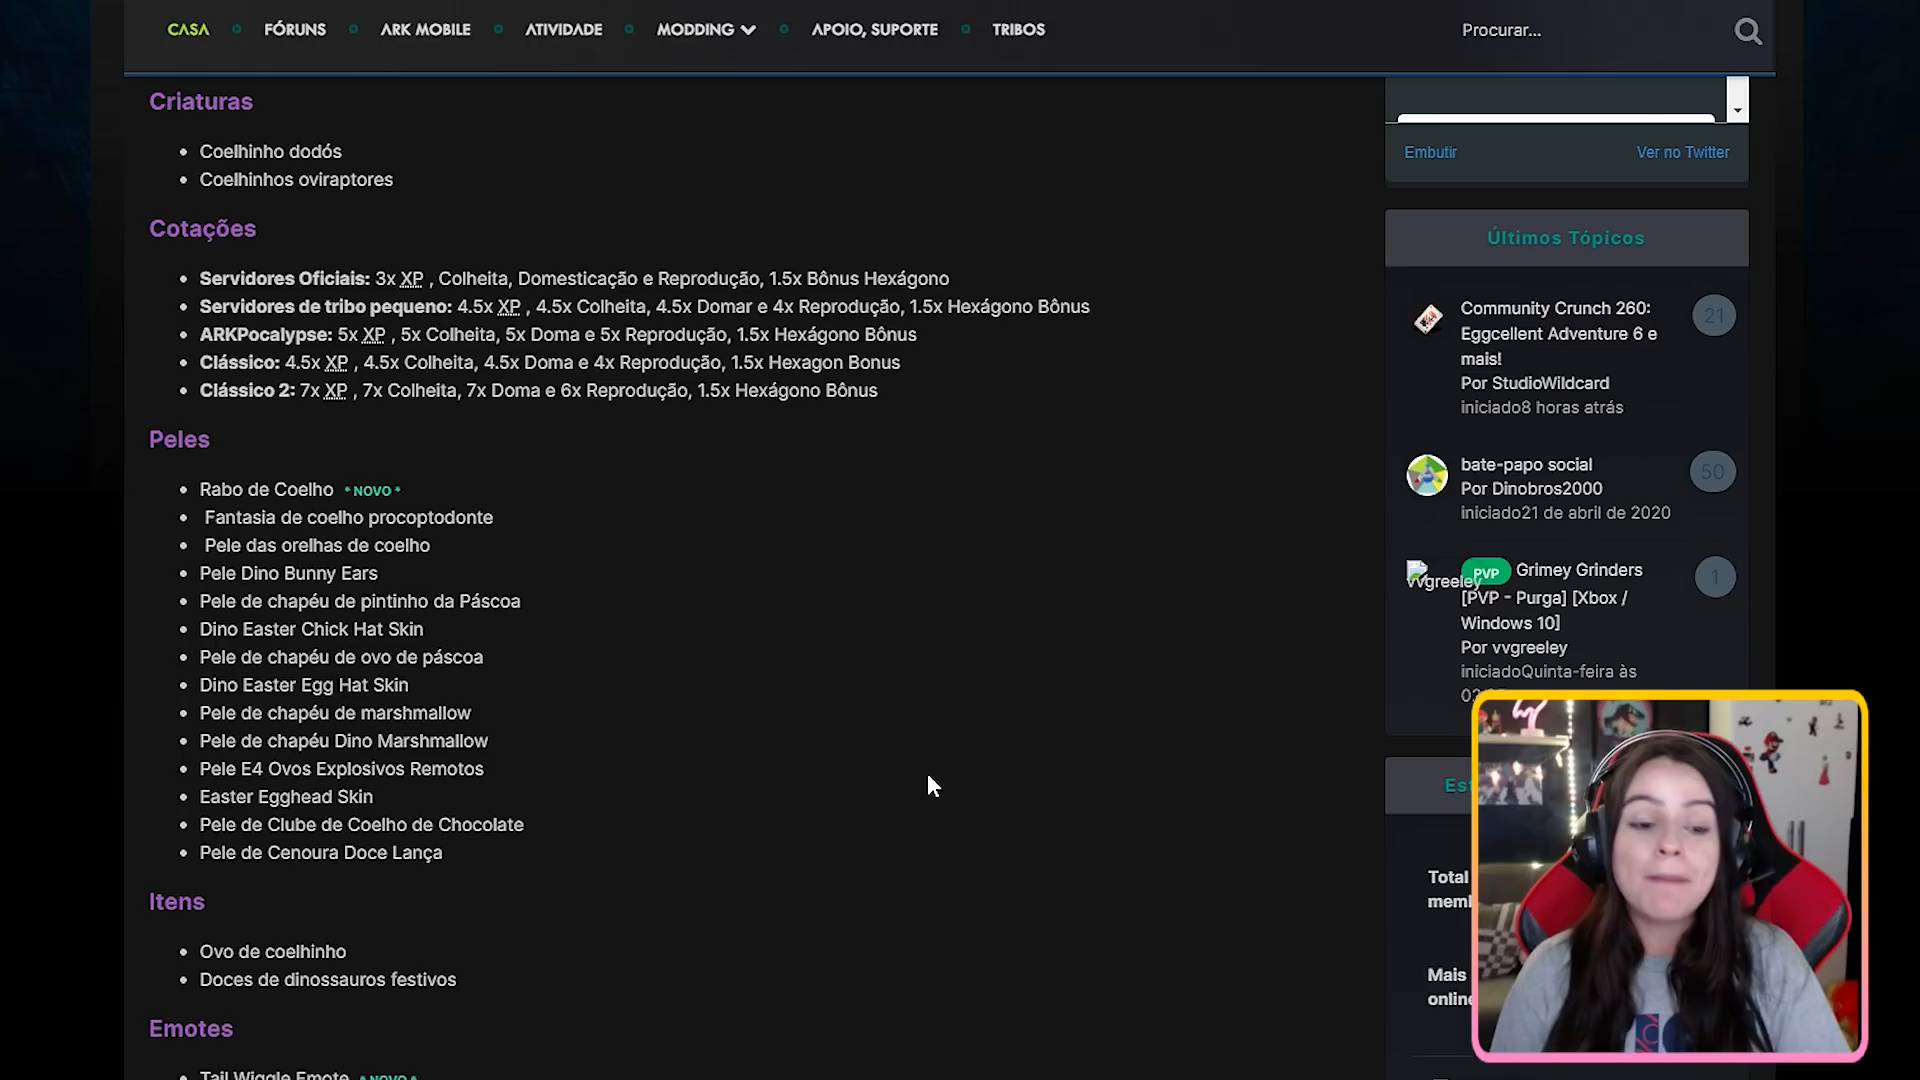 CASA FÓRUNS ARK MOBILE ATIVIDADE MODDING APOIO, SUPORTE TRIBOS Procurar...
Criaturas
Coelhinho dodós
Coelhinhos oviraptores
Cotações
Servidores Oficiais: 3x XP , Colheita, Domesticação e Reprodução, 1.5x Bônus Hexágono
Servidores de tribo pequeno: 4.5x XP , 4.5x Colheita, 4.5x Domar e 4x Reprodução, 1.5x Hexágono Bônus
ARKPocalypse: 5x XP , 5x Colheita, 5x Doma e 5x Reprodução, 1.5x Hexágono Bônus
Clássico: 4.5x XP , 4.5x Colheita, 4.5x Doma e 4x Reprodução, 1.5x Hexagon Bonus
Clássico 2: 7x XP , 7x Colheita, 7x Doma e 6x Reprodução, 1.5x Hexágono Bônus
Peles
Rabo de Coelho * NOVO *
Fantasia de coelho procoptodonte
Pele das orelhas de coelho
Pele Dino Bunny Ears
Pele de chapéu de pintinho da Páscoa
Dino Easter Chick Hat Skin
Pele de chapéu de ovo de páscoa
Dino Easter Egg Hat Skin
Pele de chapéu de marshmallow
Pele de chapéu Dino Marshmallow
Pele E4 Ovos Explosivos Remotos
Easter Egghead Skin
Pele de Clube de Coelho de Chocolate
Pele de Cenoura Doce Lança
Itens
Ovo de coelhinho
Doces de dinossauros festivos
Emotes
Tail Wiggle Emote * NOVO *
Embutir Ver no Twitter
Últimos Tópicos
Community Crunch 260: 21
Eggcellent Adventure 6 e
mais!
Por StudioWildcard
iniciado8 horas atrás
bate-papo social 50
Por Dinobros2000
iniciado21 de abril de 2020
vvgreeley PVP Grimey Grinders 1
[PVP - Purga] [Xbox /
Windows 10]
Por vvgreeley
iniciadoQuinta-feira às
Total
Mais